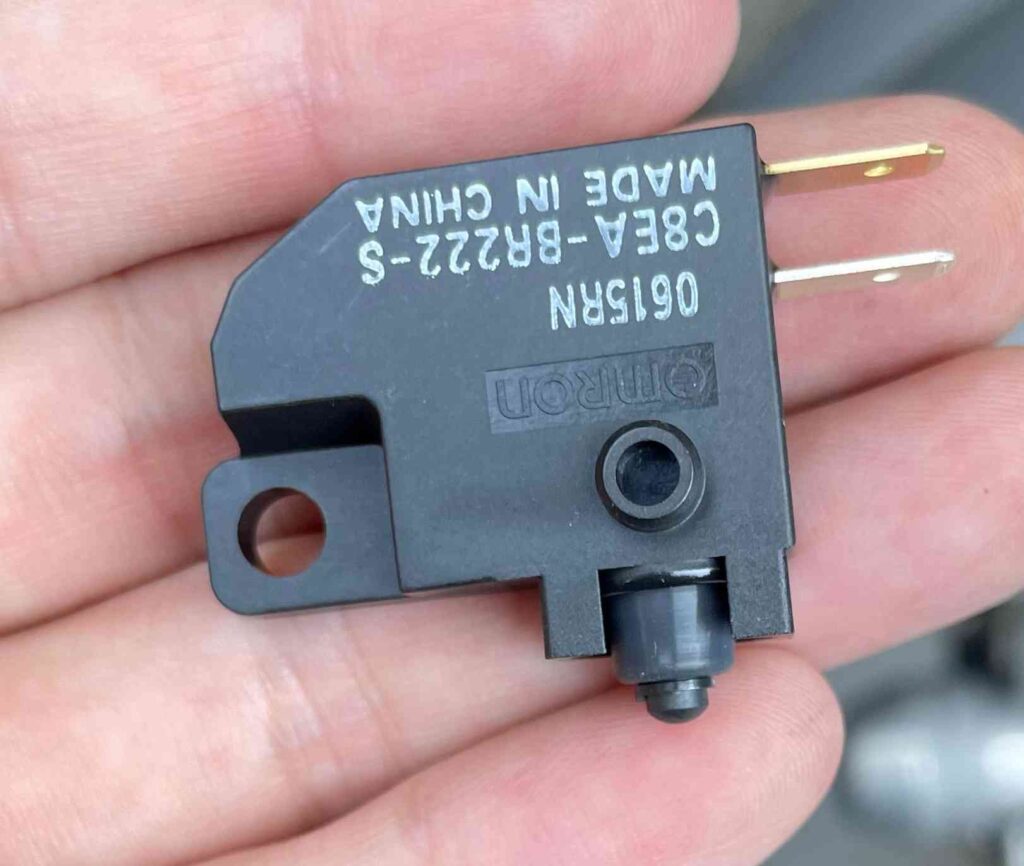 omron
0615RN
C8EA-BR222-S
MADE IN CHINA